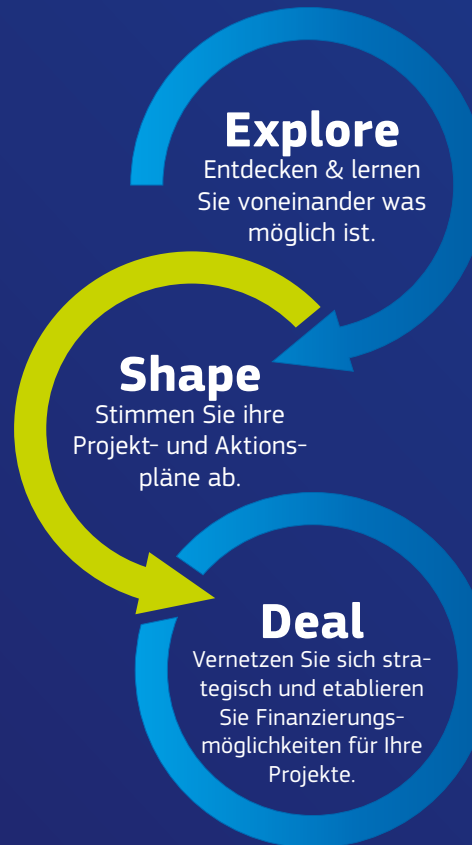 Explore
Entdecken & lernen
Sie voneinander was
möglich ist.
Shape
Stimmen Sie ihre
Projekt- und Aktions-
pläne ab.
Deal
Vernetzen Sie sich stra-
tegisch und etablieren
Sie Finanzierungs-
möglichkeiten für Ihre
Projekte.